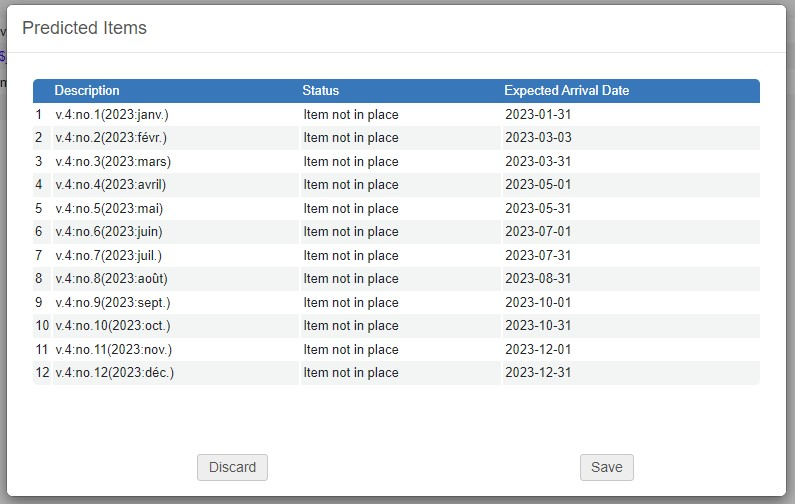 Predicted Items
Description Status Expected Arrival Date
1 v.4:no.1(2023:janv.) Item not in place 2023-01-31
2 v.4:no.2(2023:févr.) Item not in place 2023-03-03
3 v.4:no.3(2023:mars) Item not in place 2023-03-31
4 v.4:no.4(2023:avril) Item not in place 2023-05-01
5 v.4:no.5(2023:mai) Item not in place 2023-05-31
6 v.4:no.6(2023:juin) Item not in place 2023-07-01
7 v.4:no.7(2023:juil.) Item not in place 2023-07-31
8 v.4:no.8(2023:août) Item not in place 2023-08-31
9 v.4:no.9(2023:sept.) Item not in place 2023-10-01
10 v.4:no.10(2023:oct.) Item not in place 2023-10-31
11 v.4:no.11(2023:nov.) Item not in place 2023-12-01
12 v.4:no.12(2023:déc.) Item not in place 2023-12-31
Discard Save